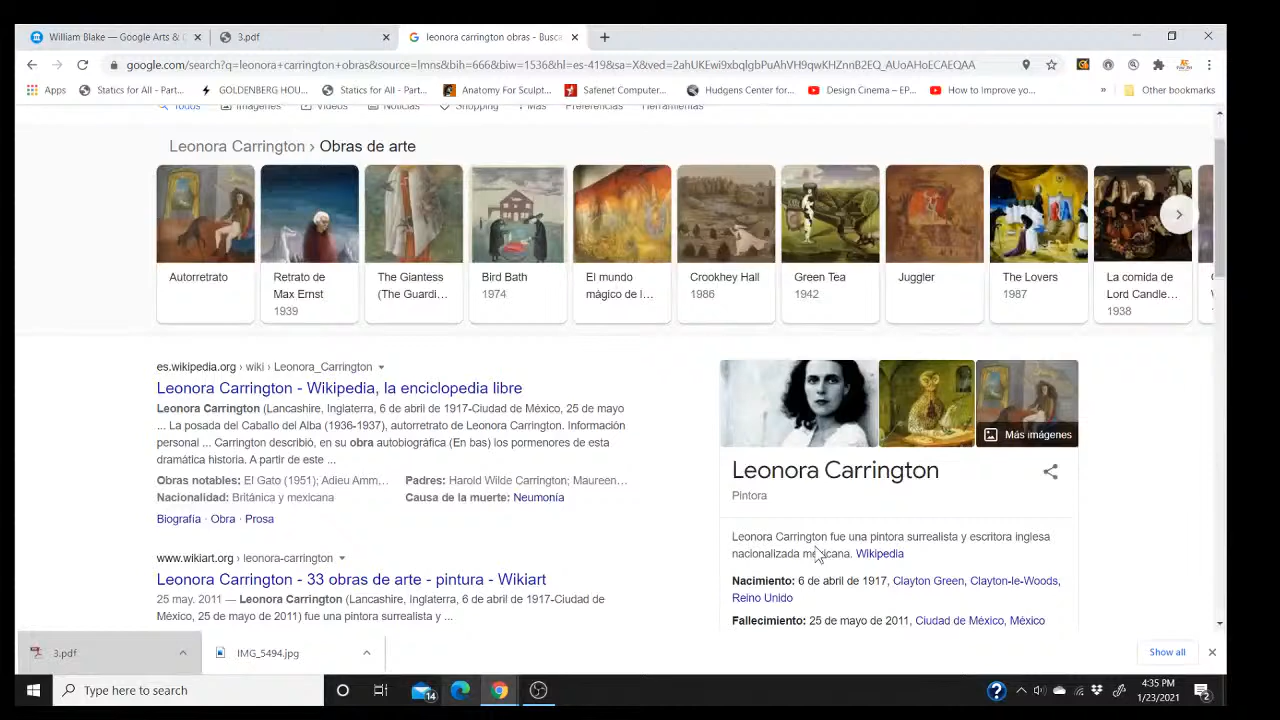 William Blake — Google Arts & C
3.pdf
leonora carrington obras - Busc
google.com/search?q=leonora+carrington+obras&source=lmns&bih=666&biw=1536&hl=es-419&sa=X&ved=
Apps
Statics for All - Part...
GOLDENBERG HOU...
Statics for All - Part...
Anatomy For Sculpt...
Safenet Computer...
Hudgens Center for...
Design Cinema – EP...
How to Improve yo...
»
Other bookmarks
Todos
Imágenes
Videos
Noticias
Shopping
Más
Preferencias
Herramientas
Leonora Carrington › Obras de arte
Autorretrato
Retrato de
Max Ernst
1939
The Giantess
(The Guardi...
Bird Bath
1974
El mundo
mágico de l...
Crookhey Hall
1986
Green Tea
1942
Juggler
The Lovers
1987
La comida de
Lord Candle...
1938
es.wikipedia.org › wiki › Leonora_Carrington
Leonora Carrington - Wikipedia, la enciclopedia libre
Leonora Carrington (Lancashire, Inglaterra, 6 de abril de 1917-Ciudad de México, 25 de mayo
... La posada del Caballo del Alba (1936-1937), autorretrato de Leonora Carrington. Información
personal ... Carrington describió, en su obra autobiográfica (En bas) los pormenores de esta
dramática historia. A partir de este ...
Obras notables: El Gato (1951); Adieu Amm...
Padres: Harold Wilde Carrington; Maureen...
Nacionalidad: Británica y mexicana
Causa de la muerte: Neumonía
Biografía · Obra · Prosa
www.wikiart.org › leonora-carrington
Leonora Carrington - 33 obras de arte - pintura - Wikiart
25 may. 2011 — Leonora Carrington (Lancashire, Inglaterra, 6 de abril de 1917-Ciudad de
México, 25 de mayo de 2011) fue una pintora surrealista y ...
Más imágenes
Leonora Carrington
Pintora
Leonora Carrington fue una pintora surrealista y escritora inglesa
nacionalizada mexicana. Wikipedia
Nacimiento: 6 de abril de 1917, Clayton Green, Clayton-le-Woods,
Reino Unido
Fallecimiento: 25 de mayo de 2011, Ciudad de México, México
3.pdf
IMG_5494.jpg
Show all
Type here to search
14
4:35 PM
1/23/2021
2